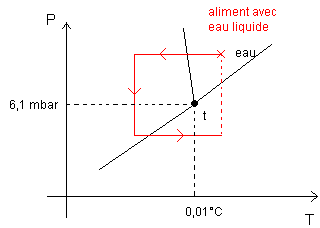 aliment avec
eau liquide
P
eau
6,1 mbar
t
0,01°C
T